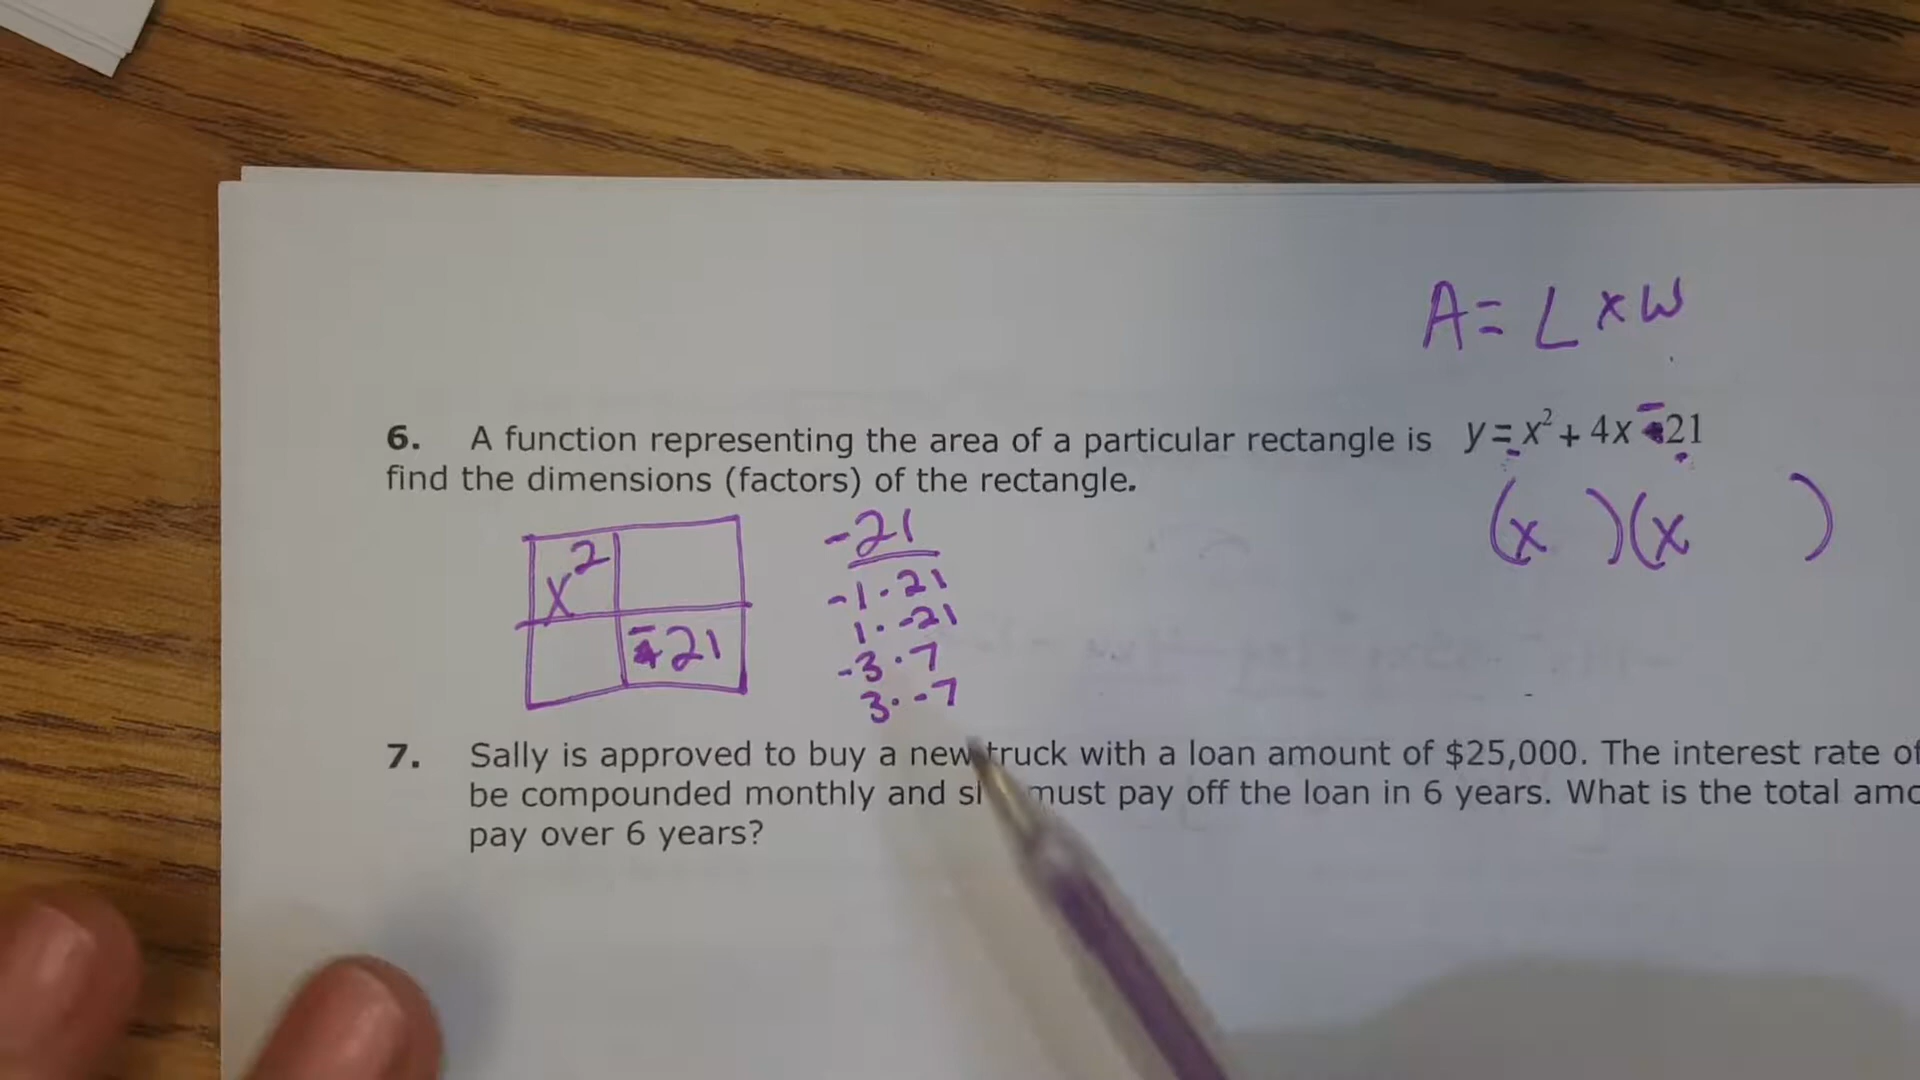 A = L x W
6. A function representing the area of a particular rectangle is y = x² + 4x - 21
find the dimensions (factors) of the rectangle.
(x )(x )
x²
-21
-21
-1 · 21
1 · -21
-3 · 7
3 · -7
7. Sally is approved to buy a new truck with a loan amount of $25,000. The interest rate of
be compounded monthly and must pay off the loan in 6 years. What is the total
pay over 6 years?